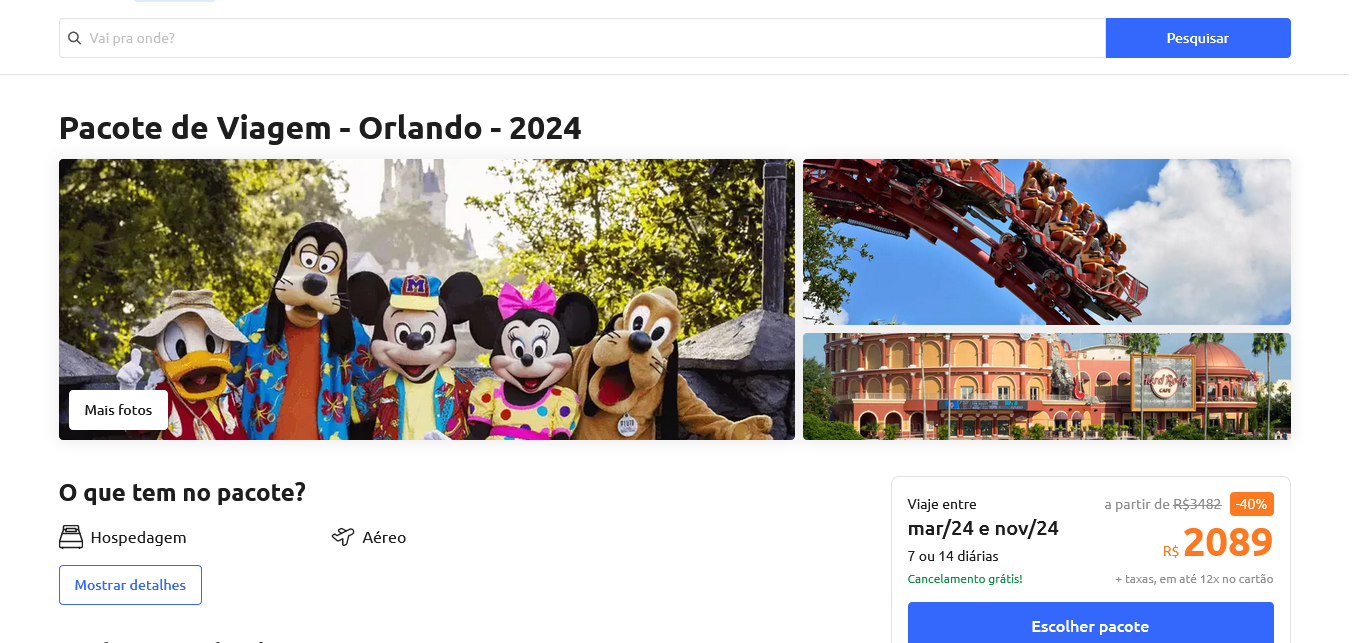 Vai pra onde?
Pesquisar
Pacote de Viagem - Orlando - 2024
M
Hard Rock
CAFE
Mais fotos
O que tem no pacote?
Hospedagem
Aéreo
Mostrar detalhes
Viaje entre
mar/24 e nov/24
7 ou 14 diárias
Cancelamento grátis!
a partir de R$3482 -40%
R$ 2089
+ taxas, em até 12x no cartão
Escolher pacote